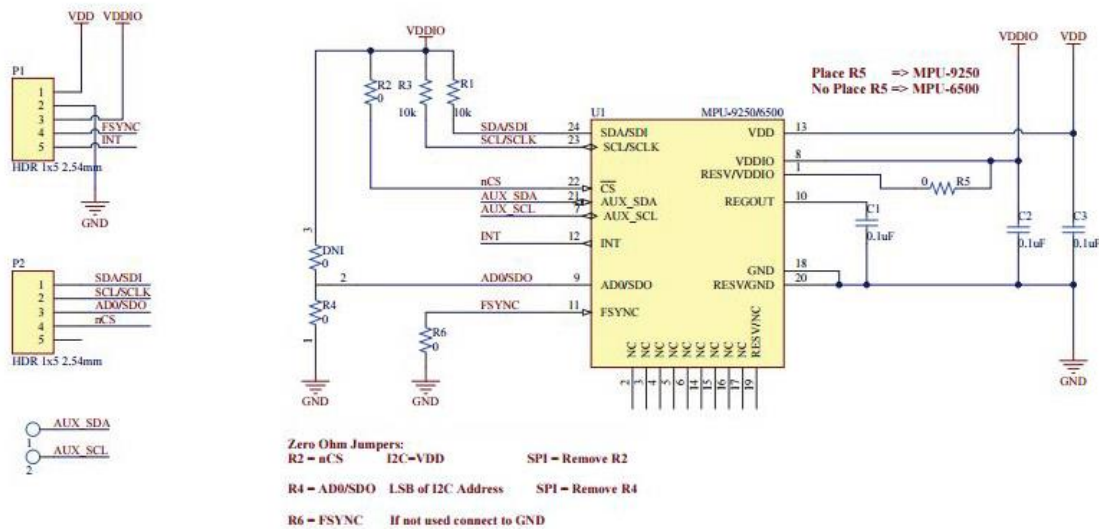 VDD VDDIO
P1
1
2
3
4 FSYNC
5 INT
HDR 1x5 2.54mm
GND
P2
1 SDA/SDI
2 SCL/SCLK
3 AD0/SDO
4 nCS
5
HDR 1x5 2.54mm
AUX_SDA
1
AUX_SCL
2
VDDIO
R2
0
R3
10k
R1
10k
SDA/SDI 24
SCL/SCLK 23
nCS 22
AUX_SDA 21
AUX_SCL 7
INT 12
3
DNI
0
2 AD0/SDO 9
R4
0
1
GND
FSYNC 11
R6
0
GND
U1 MPU-9250/6500
SDA/SDI
SCL/SCLK
CS
AUX_SDA
AUX_SCL
INT
AD0/SDO
FSYNC
VDD 13
VDDIO 8
RESV/VDDIO 1
REGOUT 10
GND 18
RESV/GND 20
NC NC NC NC NC NC NC NC NC RESV/NC
2 3 4 5 6 14 15 16 17 19
Place R5 => MPU-9250
No Place R5 => MPU-6500
VDDIO VDD
0 R5
C1
0.1uF
C2
0.1uF
C3
0.1uF
GND
Zero Ohm Jumpers:
R2 = nCS I2C=VDD SPI = Remove R2
R4 = AD0/SDO LSB of I2C Address SPI = Remove R4
R6 = FSYNC If not used connect to GND